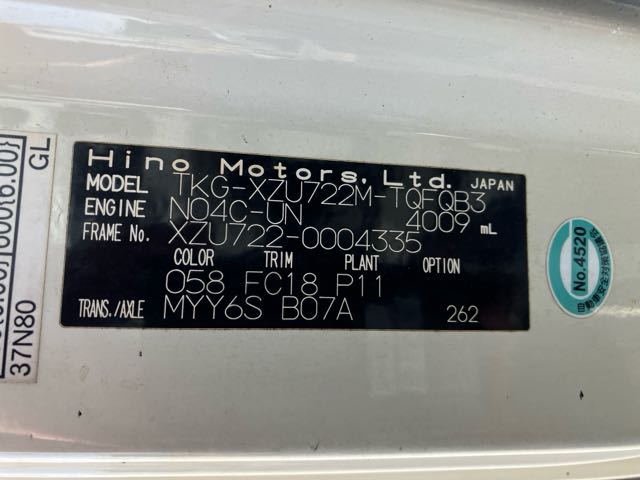 Hino Motors, Ltd. JAPAN
MODEL TKG-XZU722M-TQFQB3
ENGINE N04C-UN 4009 mL
FRAME No. XZU722-0004335
COLOR TRIM PLANT OPTION
058 FC18 P11
TRANS./AXLE MYY6S B07A 262
GL
37N80
No.4520